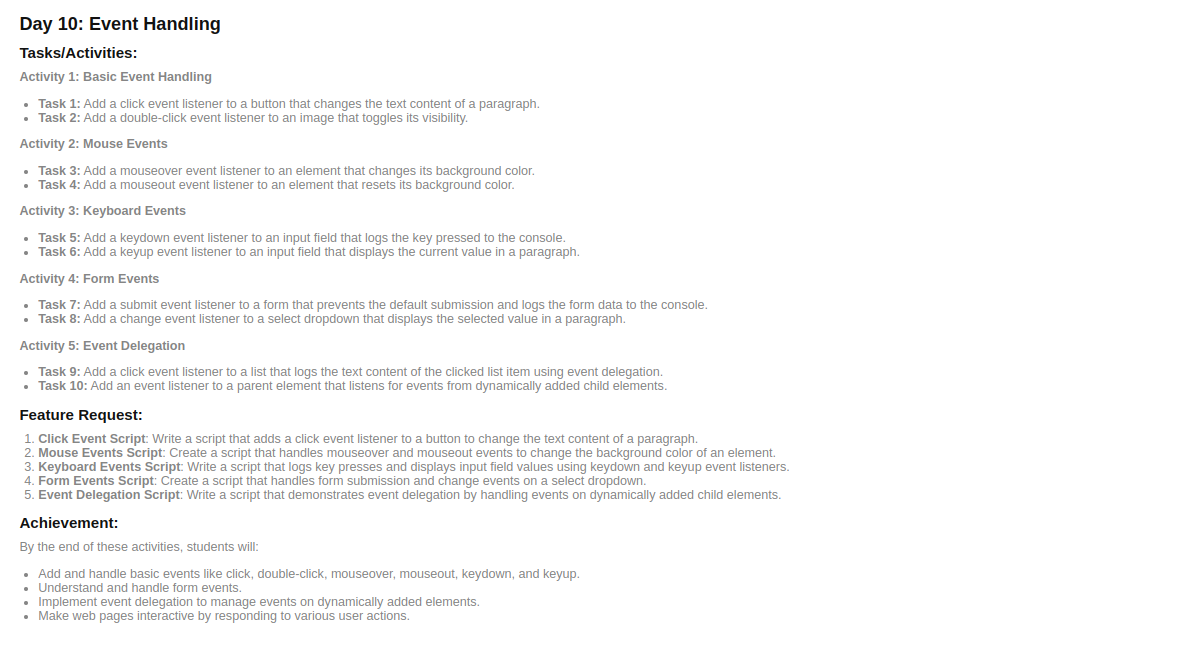 Day 10: Event Handling
Tasks/Activities:
Activity 1: Basic Event Handling
• Task 1: Add a click event listener to a button that changes the text content of a paragraph.
• Task 2: Add a double-click event listener to an image that toggles its visibility.
Activity 2: Mouse Events
• Task 3: Add a mouseover event listener to an element that changes its background color.
• Task 4: Add a mouseout event listener to an element that resets its background color.
Activity 3: Keyboard Events
• Task 5: Add a keydown event listener to an input field that logs the key pressed to the console.
• Task 6: Add a keyup event listener to an input field that displays the current value in a paragraph.
Activity 4: Form Events
• Task 7: Add a submit event listener to a form that prevents the default submission and logs the form data to the console.
• Task 8: Add a change event listener to a select dropdown that displays the selected value in a paragraph.
Activity 5: Event Delegation
• Task 9: Add a click event listener to a list that logs the text content of the clicked list item using event delegation.
• Task 10: Add an event listener to a parent element that listens for events from dynamically added child elements.
Feature Request:
1. Click Event Script: Write a script that adds a click event listener to a button to change the text content of a paragraph.
2. Mouse Events Script: Create a script that handles mouseover and mouseout events to change the background color of an element.
3. Keyboard Events Script: Write a script that logs key presses and displays input field values using keydown and keyup event listeners.
4. Form Events Script: Create a script that handles form submission and change events on a select dropdown.
5. Event Delegation Script: Write a script that demonstrates event delegation by handling events on dynamically added child elements.
Achievement:
By the end of these activities, students will:
• Add and handle basic events like click, double-click, mouseover, mouseout, keydown, and keyup.
• Understand and handle form events.
• Implement event delegation to manage events on dynamically added elements.
• Make web pages interactive by responding to various user actions.